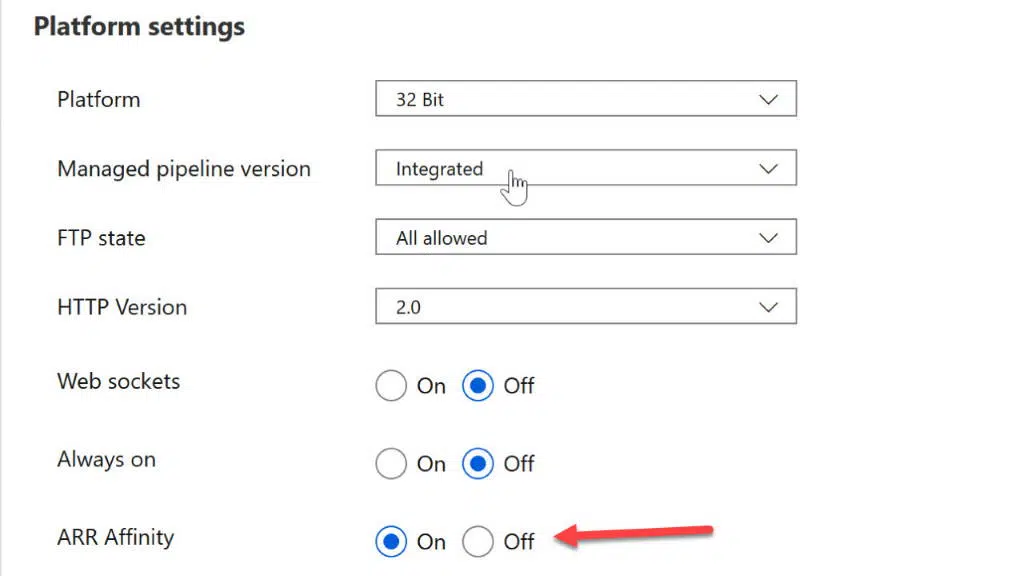 Platform settings
Platform 32 Bit
Managed pipeline version Integrated
FTP state All allowed
HTTP Version 2.0
Web sockets On Off
Always on On Off
ARR Affinity On Off